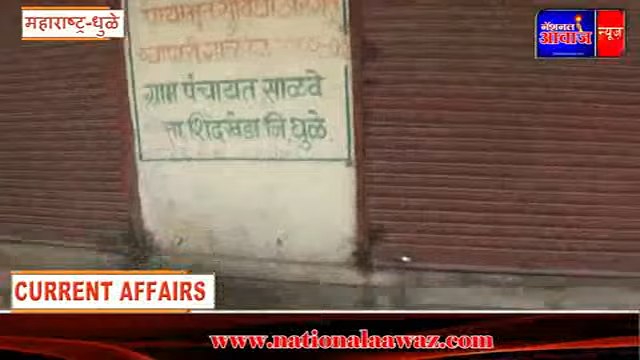 महाराष्ट्र-धुळे
नॅशनल
आवाज
न्यूज
ग्राम पंचायत साळवे
ता शिंदखेडा जि धुळे
CURRENT AFFAIRS
www.nationalaawaz.com